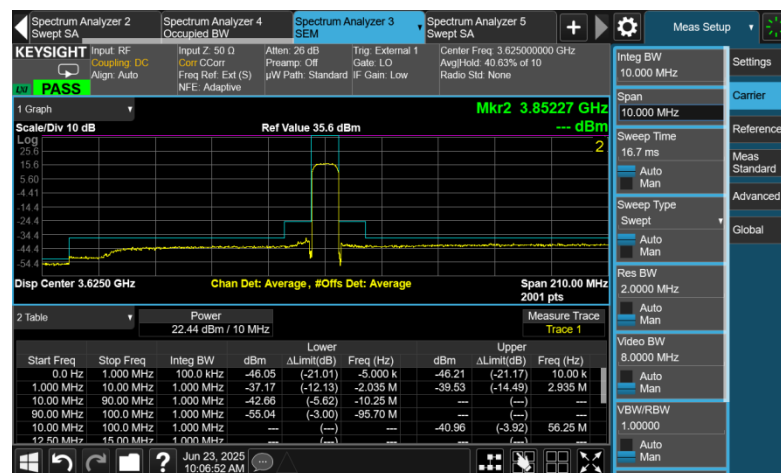 Spectrum Analyzer 2
Swept SA
Spectrum Analyzer 4
Occupied BW
Spectrum Analyzer 3
SEM
Spectrum Analyzer 5
Swept SA
Meas Setup
KEYSIGHT
Input: RF
Coupling: DC
Align: Auto
Input Z: 50 Ω
Corr CCorr
Freq Ref: Ext (S)
NFE: Adaptive
Atten: 26 dB
Preamp: Off
µW Path: Standard
Trig: External 1
Gate: LO
IF Gain: Low
Center Freq: 3.625000000 GHz
Avg|Hold: 40.63% of 10
Radio Std: None
LXI PASS
1 Graph
Mkr2 3.85227 GHz
Scale/Div 10 dB
Ref Value 35.6 dBm
--- dBm
Log
2
25.6
15.6
5.60
-4.41
-14.4
-24.4
-34.4
-44.4
-54.4
Disp Center 3.6250 GHz
Chan Det: Average, #Offs Det: Average
Span 210.00 MHz
2001 pts
2 Table
Power
22.44 dBm / 10 MHz
Measure Trace
Trace 1
Lower Upper
Start Freq Stop Freq Integ BW dBm ΔLimit(dB) Freq (Hz) dBm ΔLimit(dB) Freq (Hz)
0.0 Hz 1.000 MHz 100.0 kHz -46.05 (-21.01) -5.000 k -46.21 (-21.17) 10.00 k
1.000 MHz 10.00 MHz 1.000 MHz -37.17 (-12.13) -2.035 M -39.53 (-14.49) 2.935 M
10.00 MHz 90.00 MHz 1.000 MHz -42.66 (-5.62) -10.25 M --- (---) ---
90.00 MHz 100.0 MHz 1.000 MHz -55.04 (-3.00) -95.70 M --- (---) ---
10.00 MHz 100.0 MHz 1.000 MHz --- (---) --- -40.96 (-3.92) 56.25 M
12.50 MHz 15.00 MHz 1.000 MHz --- (---) --- --- (---) ---
Integ BW
10.000 MHz
Span
10.000 MHz
Sweep Time
16.7 ms
Auto
Man
Sweep Type
Swept
Auto
Man
Res BW
2.0000 MHz
Auto
Man
Video BW
8.0000 MHz
Auto
Man
VBW/RBW
1.00000
Auto
Man
Settings
Carrier
Reference
Meas
Standard
Advanced
Global
Jun 23, 2025
10:06:52 AM